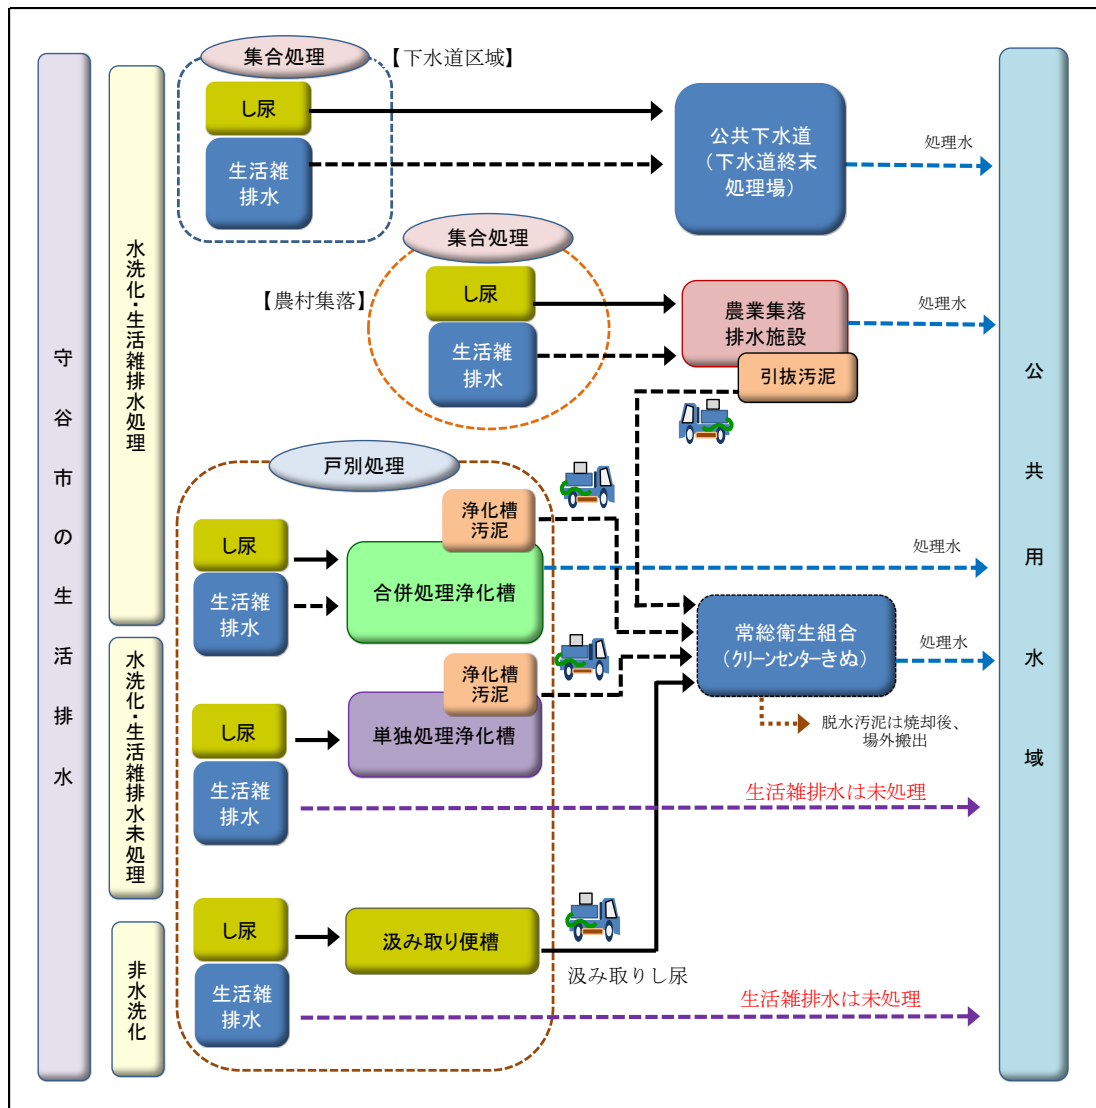 守谷市の生活排水
水洗化・生活雑排水処理
集合処理
【下水道区域】
し尿
生活雑
排水
公共下水道
(下水道終末
処理場)
処理水
集合処理
【農村集落】
し尿
生活雑
排水
農業集落
排水施設
引抜汚泥
処理水
戸別処理
し尿
生活雑
排水
浄化槽
汚泥
合併処理浄化槽
処理水
常総衛生組合
(クリーンセンターきぬ)
処理水
脱水汚泥は焼却後、
場外搬出
水洗化・生活雑排水未処理
し尿
生活雑
排水
浄化槽
汚泥
単独処理浄化槽
生活雑排水は未処理
非水洗化
し尿
生活雑
排水
汲み取り便槽
汲み取りし尿
生活雑排水は未処理
公共用水域